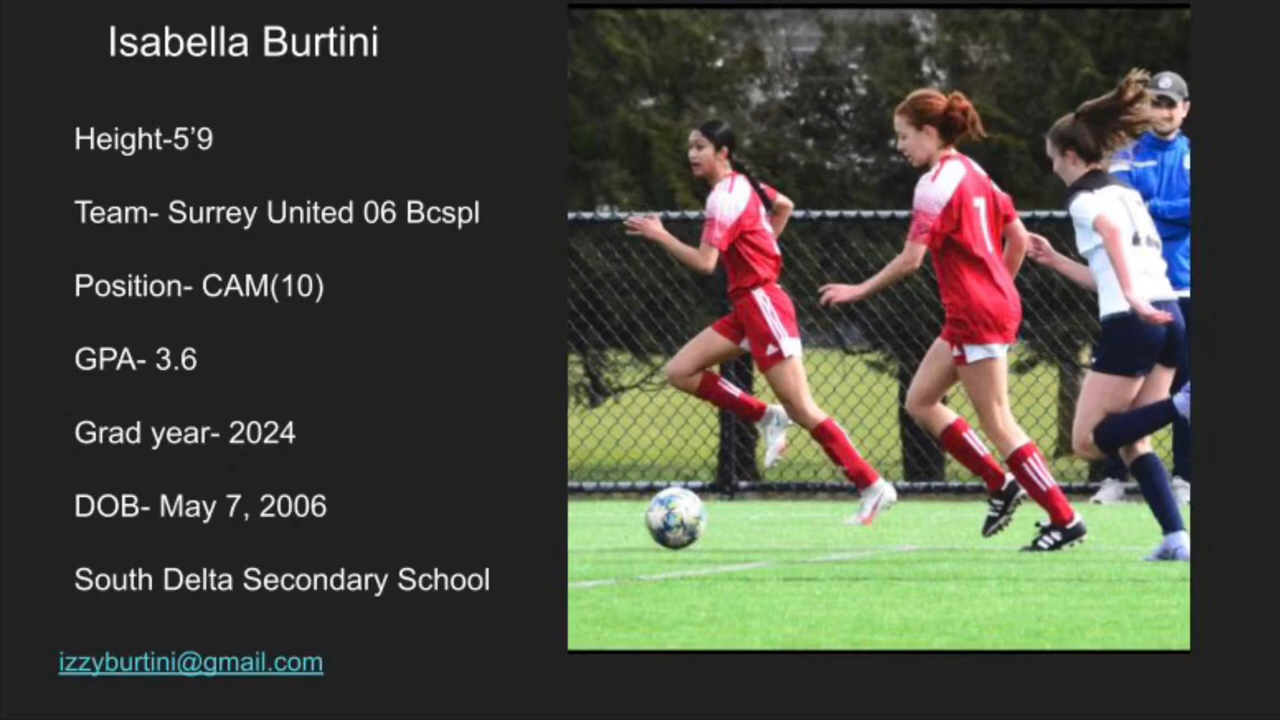 Isabella Burtini
Height-5’9
Team- Surrey United 06 Bcspl
Position- CAM(10)
GPA- 3.6
Grad year- 2024
DOB- May 7, 2006
South Delta Secondary School
izzyburtini@gmail.com
7